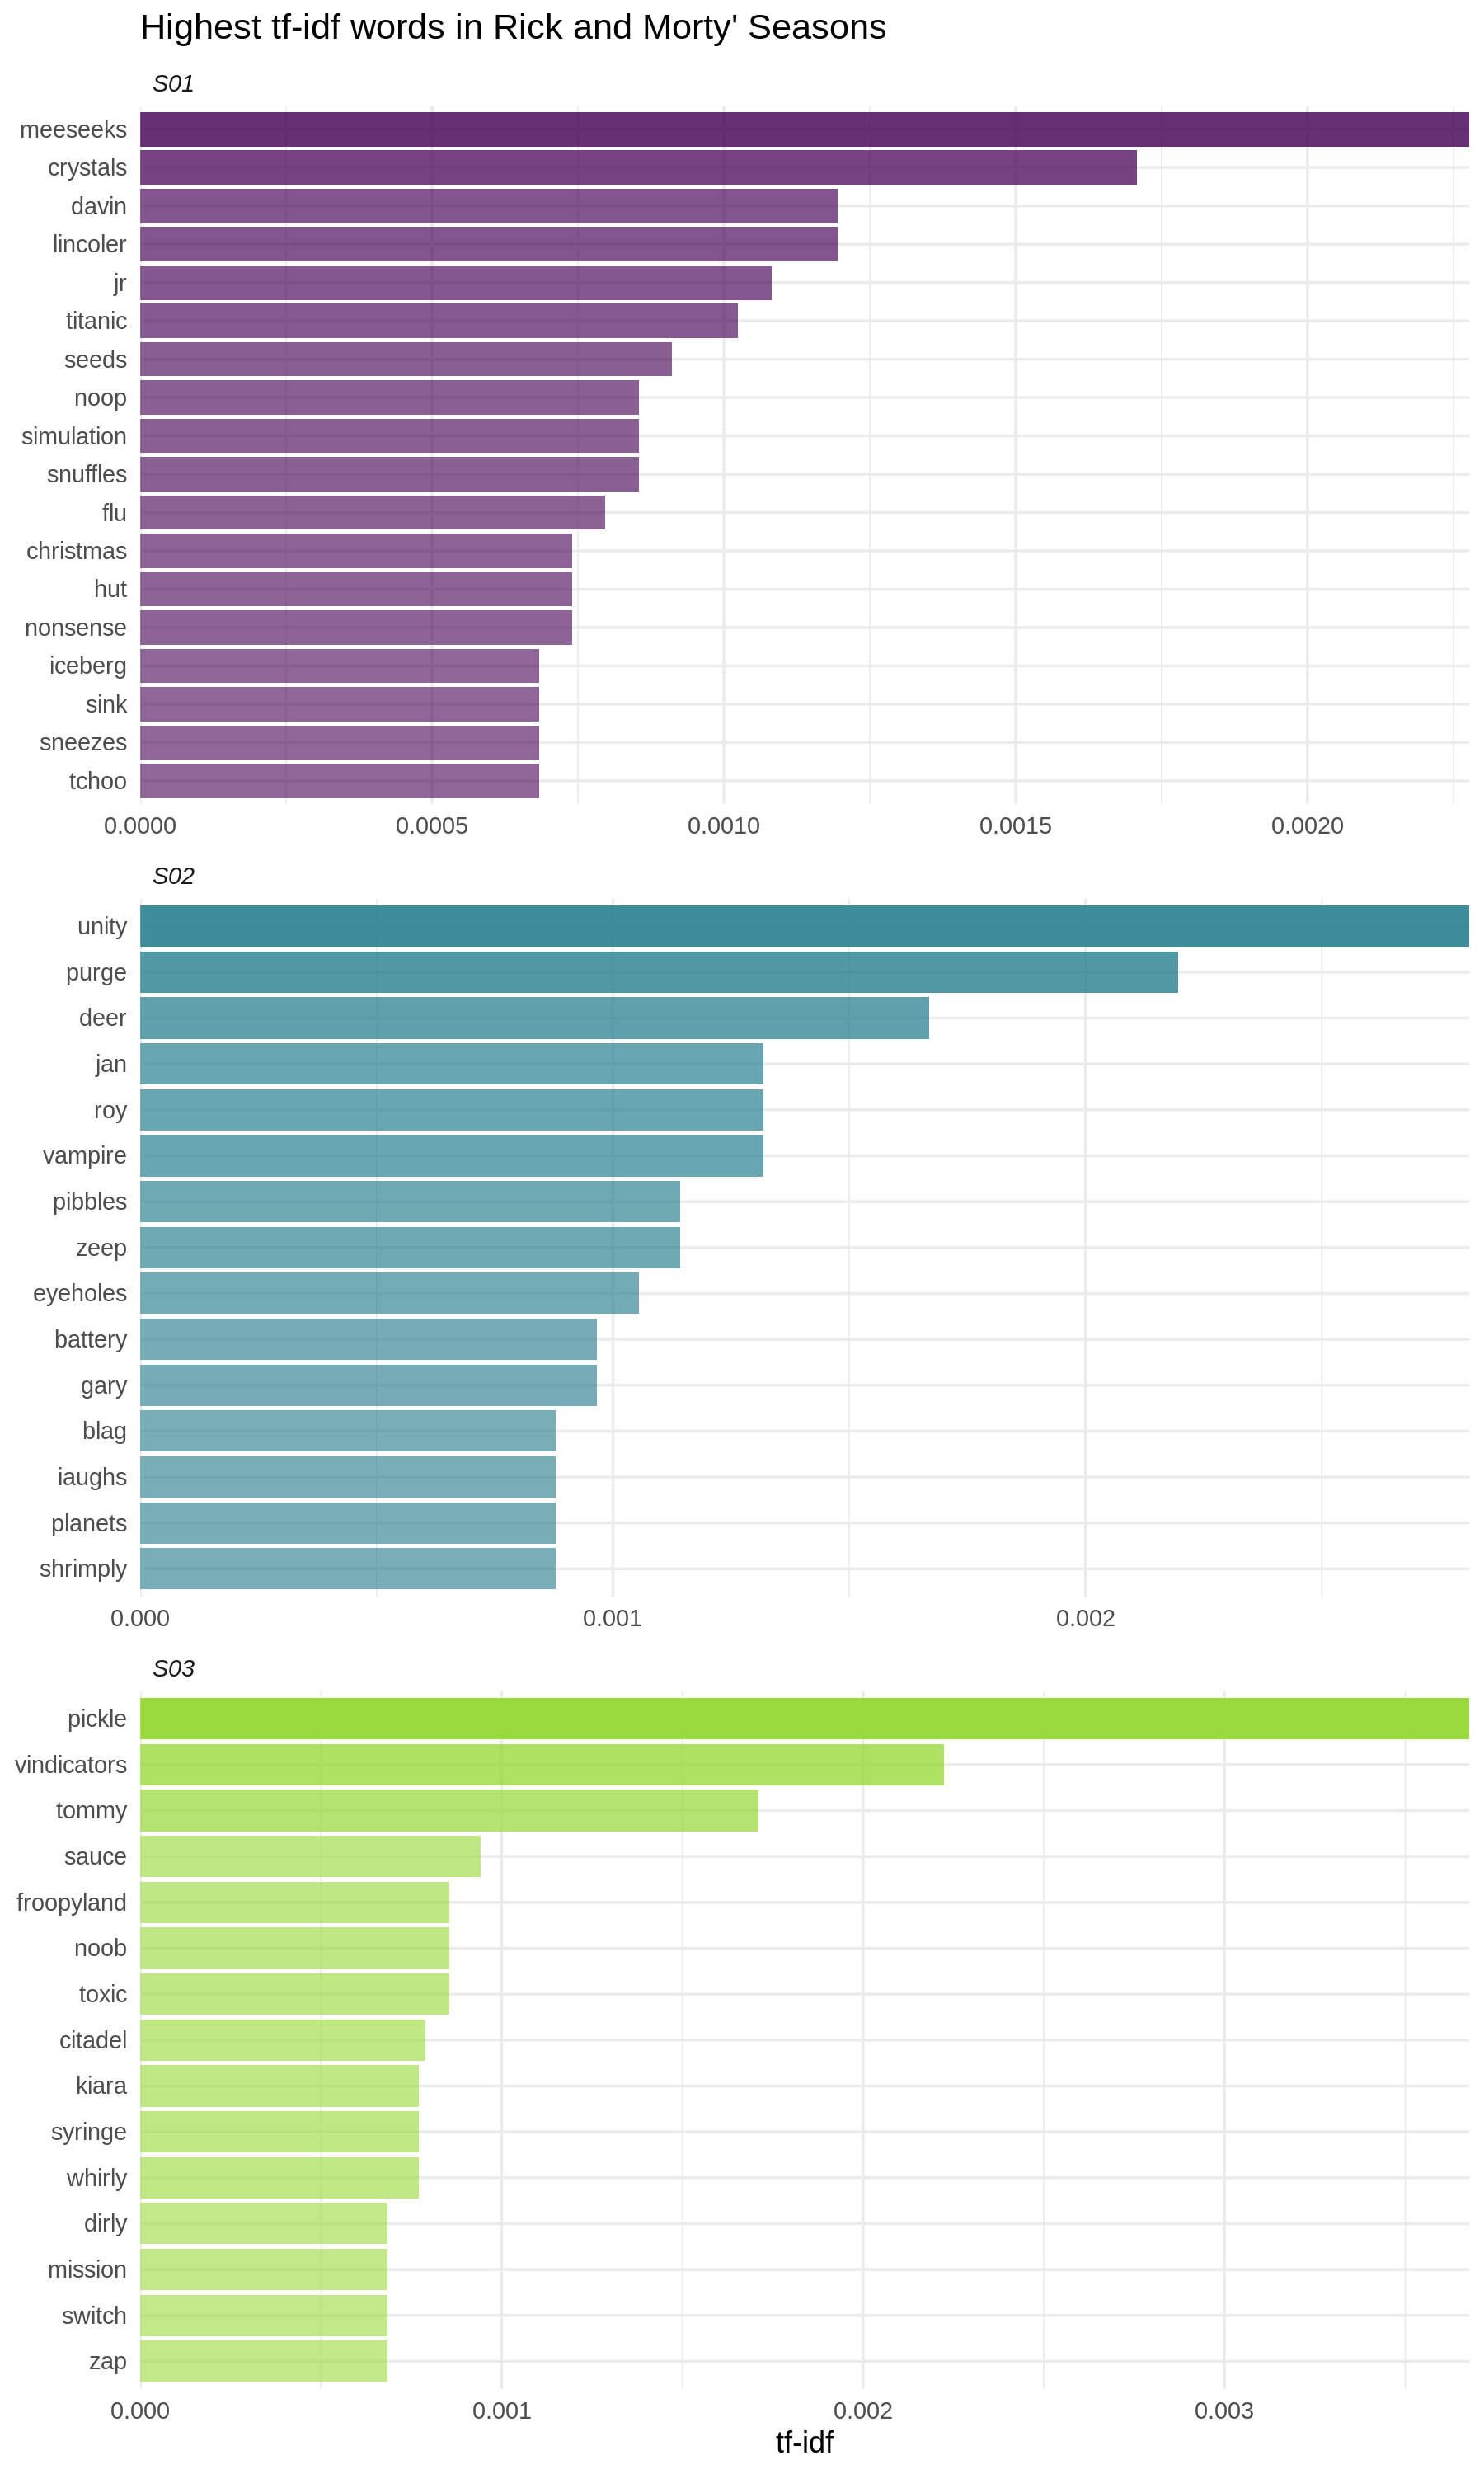 Highest tf-idf words in Rick and Morty' Seasons
S01
meeseeks
crystals
davin
lincoler
jr
titanic
seeds
noop
simulation
snuffles
flu
christmas
hut
nonsense
iceberg
sink
sneezes
tchoo
0.0000 0.0005 0.0010 0.0015 0.0020
S02
unity
purge
deer
jan
roy
vampire
pibbles
zeep
eyeholes
battery
gary
blag
iaughs
planets
shrimply
0.000 0.001 0.002
S03
pickle
vindicators
tommy
sauce
froopyland
noob
toxic
citadel
kiara
syringe
whirly
dirly
mission
switch
zap
0.000 0.001 0.002 0.003
tf-idf